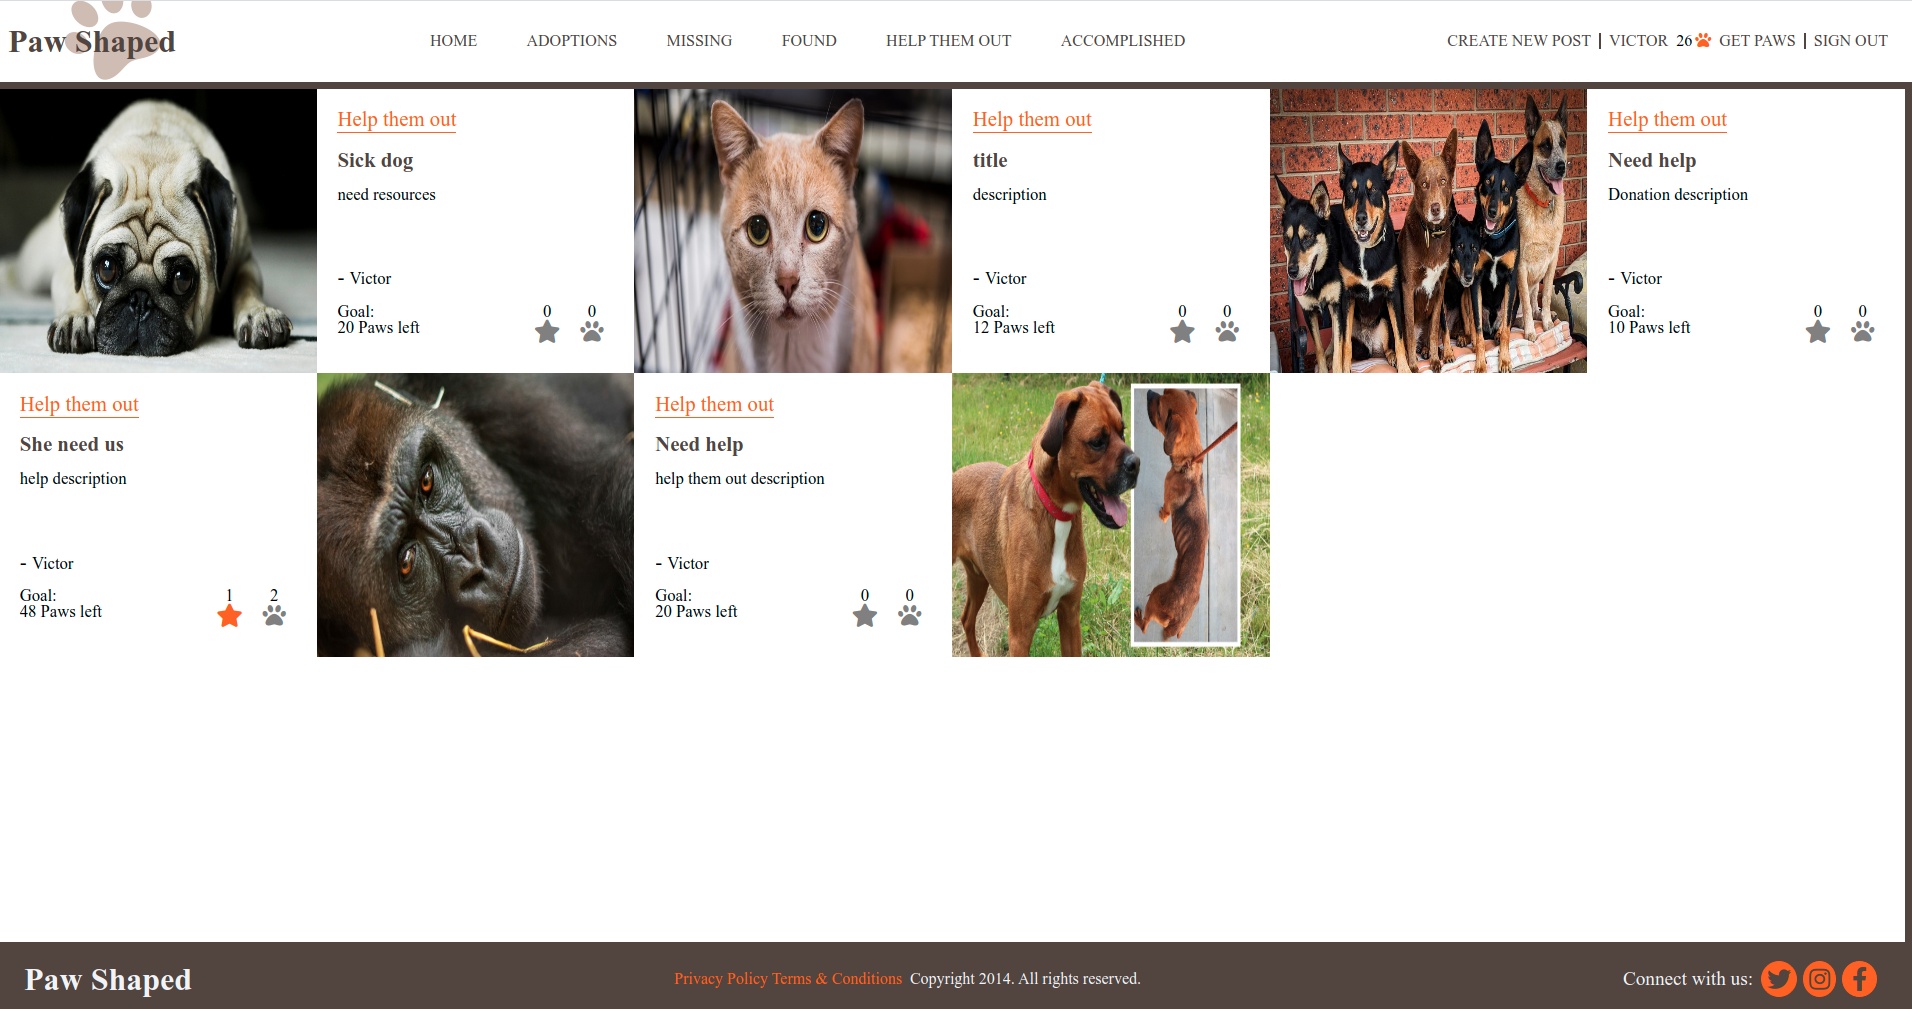 Paw Shaped
HOME ADOPTIONS MISSING FOUND HELP THEM OUT ACCOMPLISHED
CREATE NEW POST | VICTOR 26 GET PAWS | SIGN OUT
Help them out
Sick dog
need resources
- Victor
Goal:
20 Paws left
0 0
Help them out
title
description
- Victor
Goal:
12 Paws left
0 0
Help them out
Need help
Donation description
- Victor
Goal:
10 Paws left
0 0
Help them out
She need us
help description
- Victor
Goal:
48 Paws left
1 2
Help them out
Need help
help them out description
- Victor
Goal:
20 Paws left
0 0
Paw Shaped
Privacy Policy Terms & Conditions Copyright 2014. All rights reserved.
Connect with us: